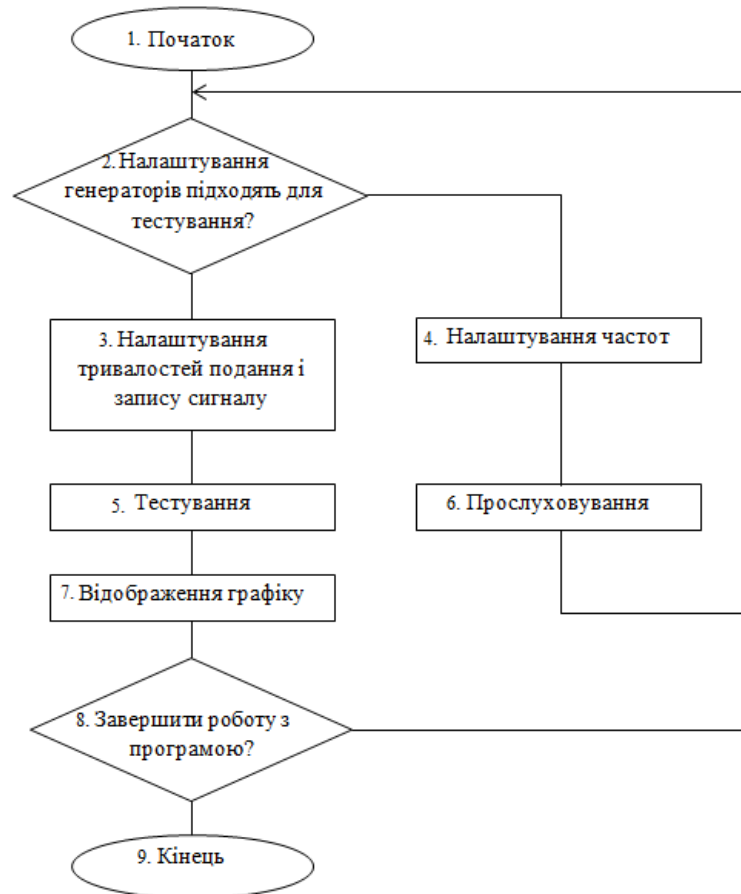 1. Початок
2. Налаштування
генераторів підходять для
тестування?
3. Налаштування
тривалостей подання і
запису сигналу
4. Налаштування частот
5. Тестування
6. Прослуховування
7. Відображення графіку
8. Завершити роботу з
програмою?
9. Кінець